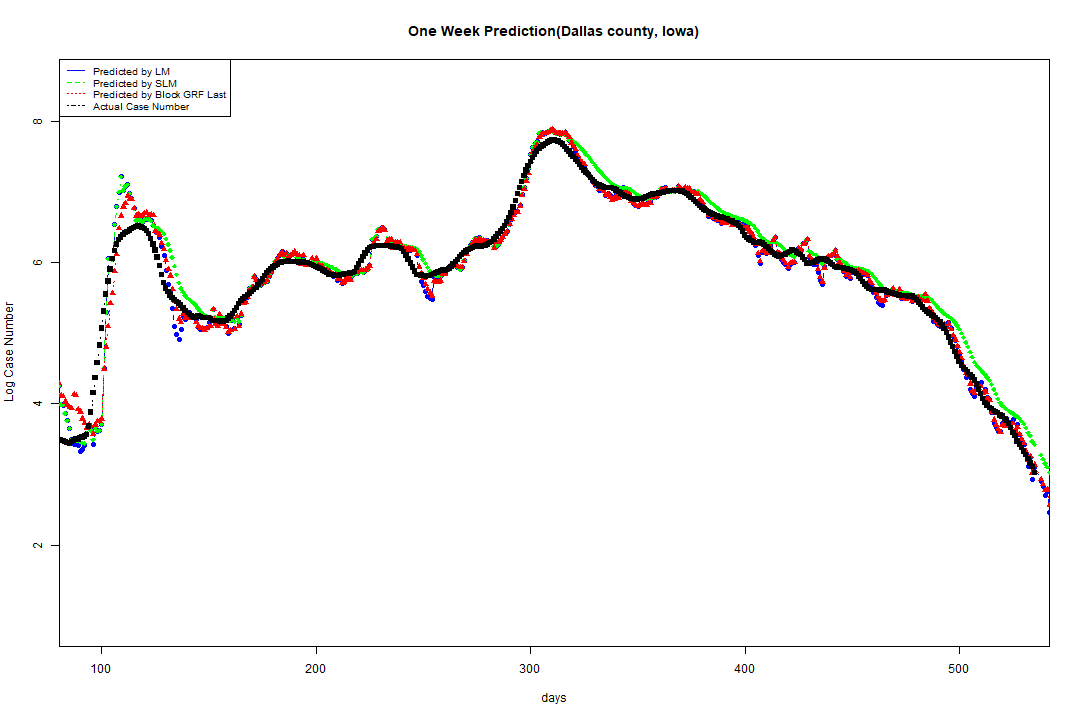 One Week Prediction(Dallas county, Iowa)
Predicted by LM
Predicted by SLM
Predicted by Block GRF Last
Actual Case Number
8
6
4
2
Log Case Number
100 200 300 400 500
days